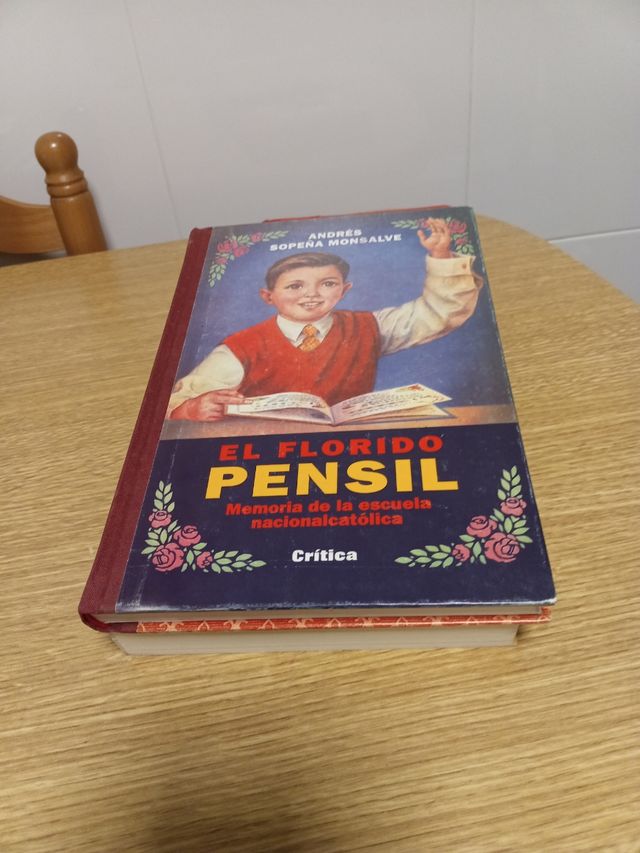 ANDRÉS
SOPEÑA MONSALVE
EL FLORIDO
PENSIL
Memoria de la escuela
nacionalcatólica
Crítica